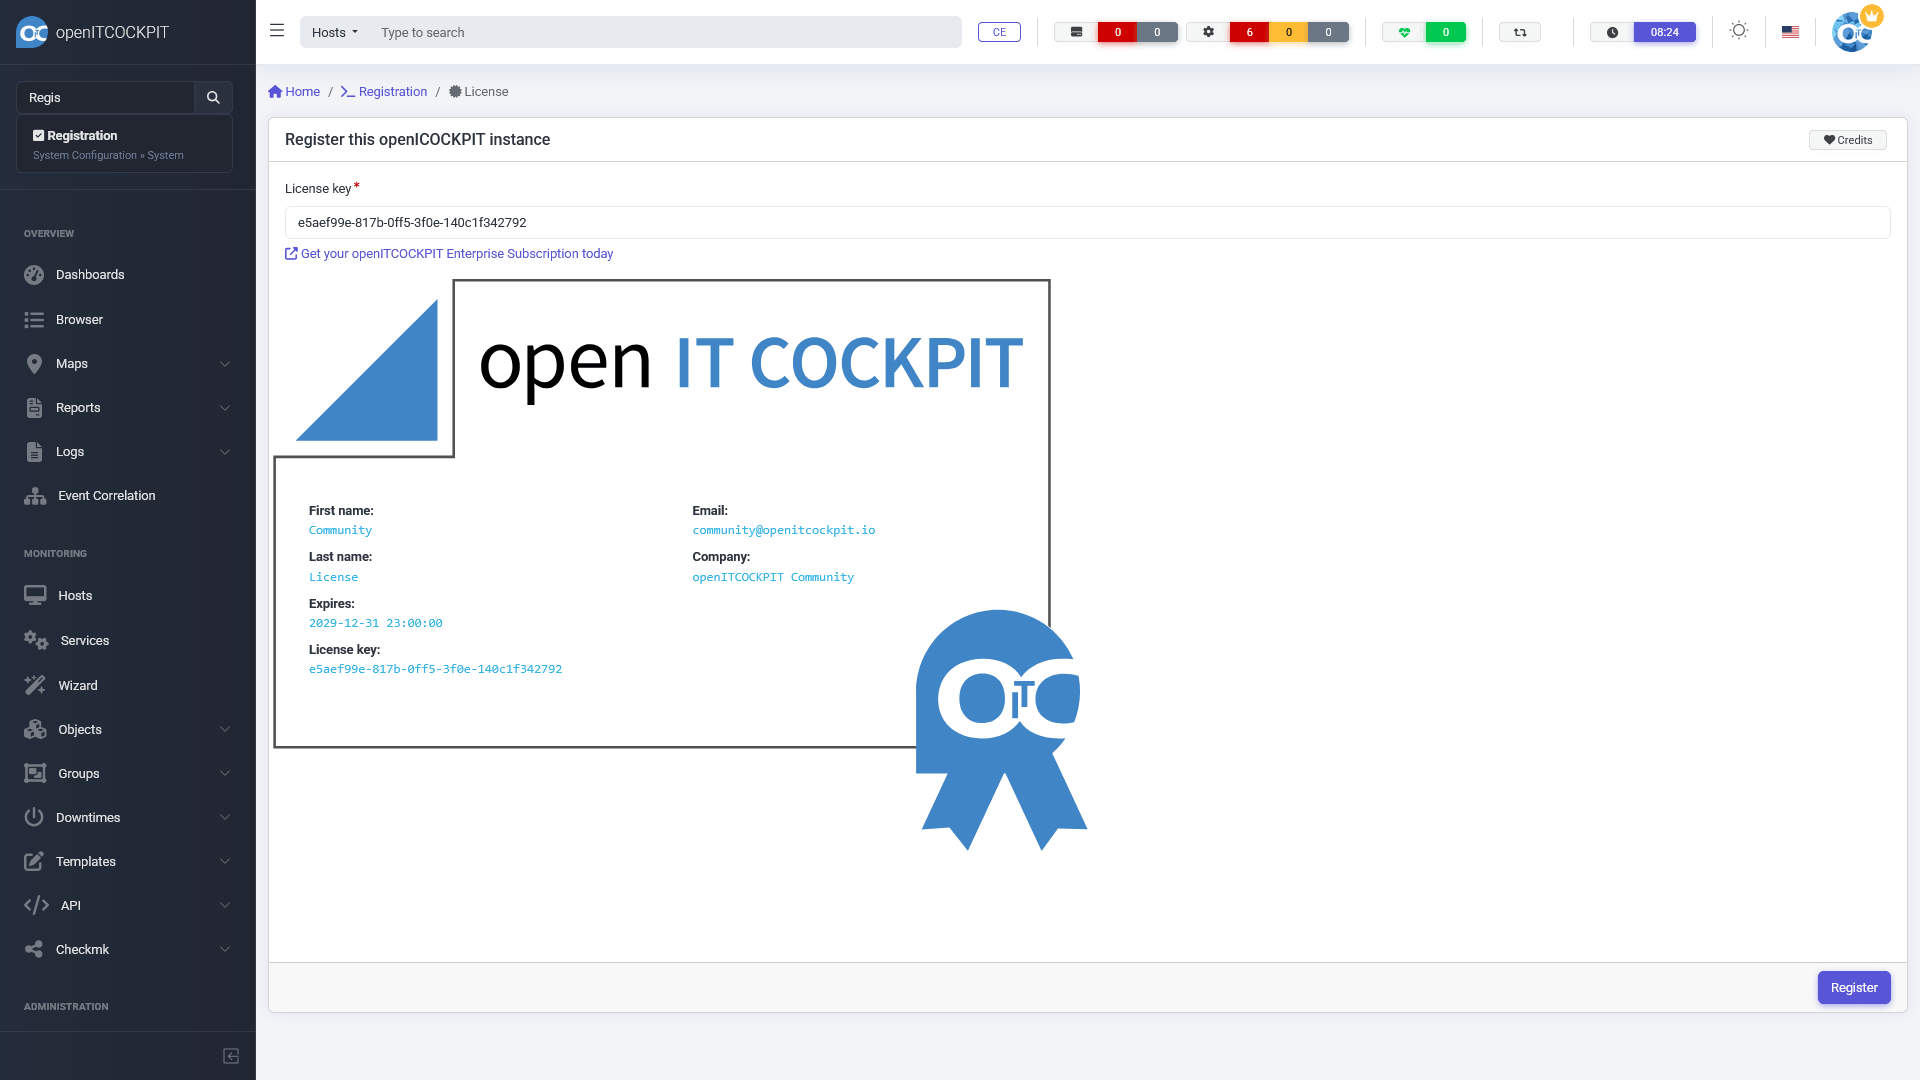 openITCOCKPIT
Hosts
Type to search
CE
0
0
6
0
0
0
08:24
Regis
Registration
System Configuration » System
OVERVIEW
Dashboards
Browser
Maps
Reports
Logs
Event Correlation
MONITORING
Hosts
Services
Wizard
Objects
Groups
Downtimes
Templates
API
Checkmk
ADMINISTRATION
Home / Registration / License
Register this openICOCKPIT instance
Credits
License key *
e5aef99e-817b-0ff5-3f0e-140c1f342792
Get your openITCOCKPIT Enterprise Subscription today
open IT COCKPIT
First name:
Community
Last name:
License
Expires:
2029-12-31 23:00:00
License key:
e5aef99e-817b-0ff5-3f0e-140c1f342792
Email:
community@openitcockpit.io
Company:
openITCOCKPIT Community
OITC
Register